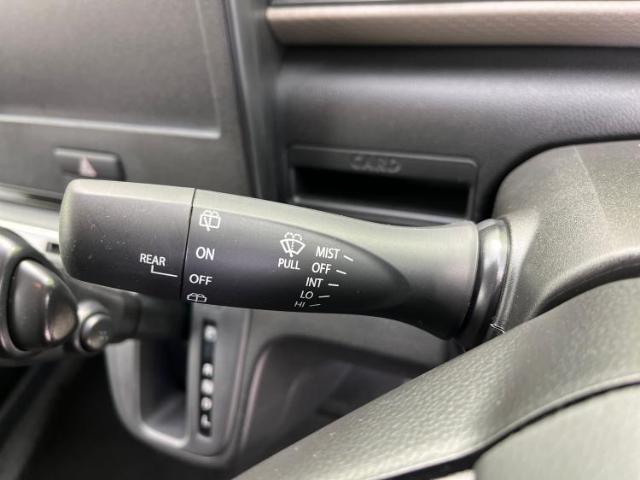 CARD
REAR
ON
OFF
PULL
MIST
OFF
INT
LO
HI